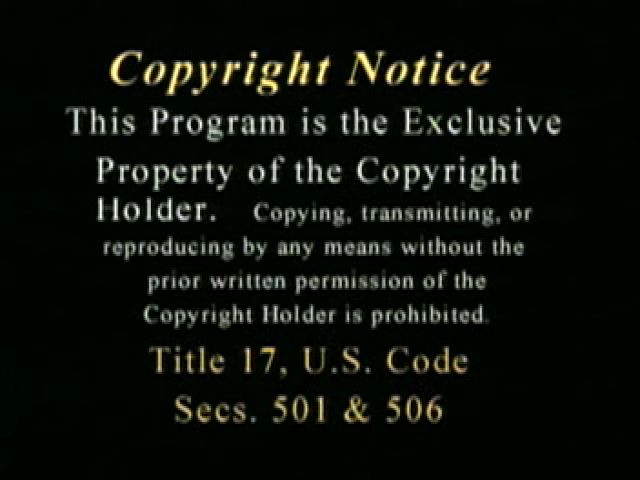 Copyright Notice
This Program is the Exclusive
Property of the Copyright
Holder. Copying, transmitting, or
reproducing by any means without the
prior written permission of the
Copyright Holder is prohibited.
Title 17, U.S. Code
Secs. 501 & 506